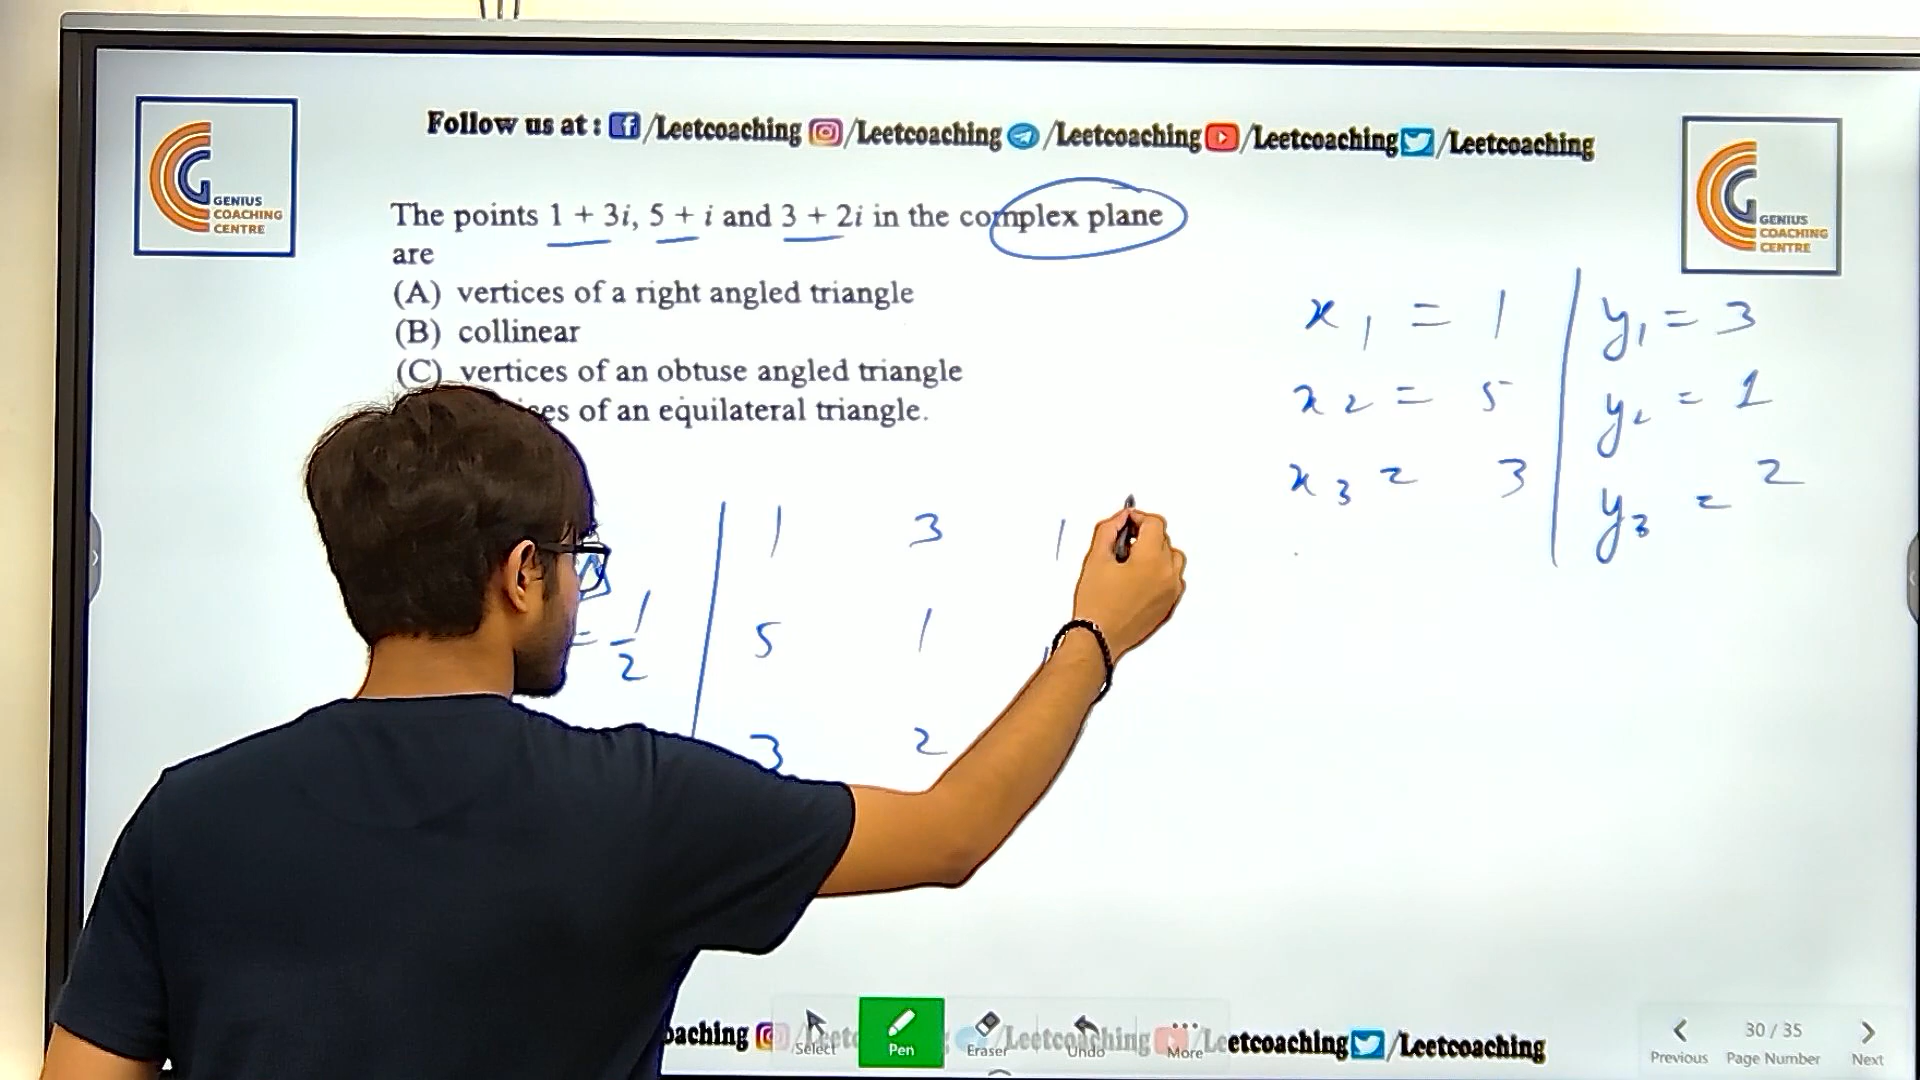 Follow us at : /Leetcoaching /Leetcoaching /Leetcoaching /Leetcoaching /Leetcoaching
GENIUS
COACHING
CENTRE
GENIUS
COACHING
CENTRE
The points 1 + 3i, 5 + i and 3 + 2i in the complex plane
are
(A) vertices of a right angled triangle
(B) collinear
(C) vertices of an obtuse angled triangle
of an equilateral triangle.
x1 = 1 | y1 = 3
x2 = 5 | y2 = 1
x3 = 3 | y3 = 2
1 3 1
= 1/2 5 1
3 2
/Leetcoaching /Leetcoaching
Select Pen Eraser Undo More
Previous Page Number Next
30 / 35